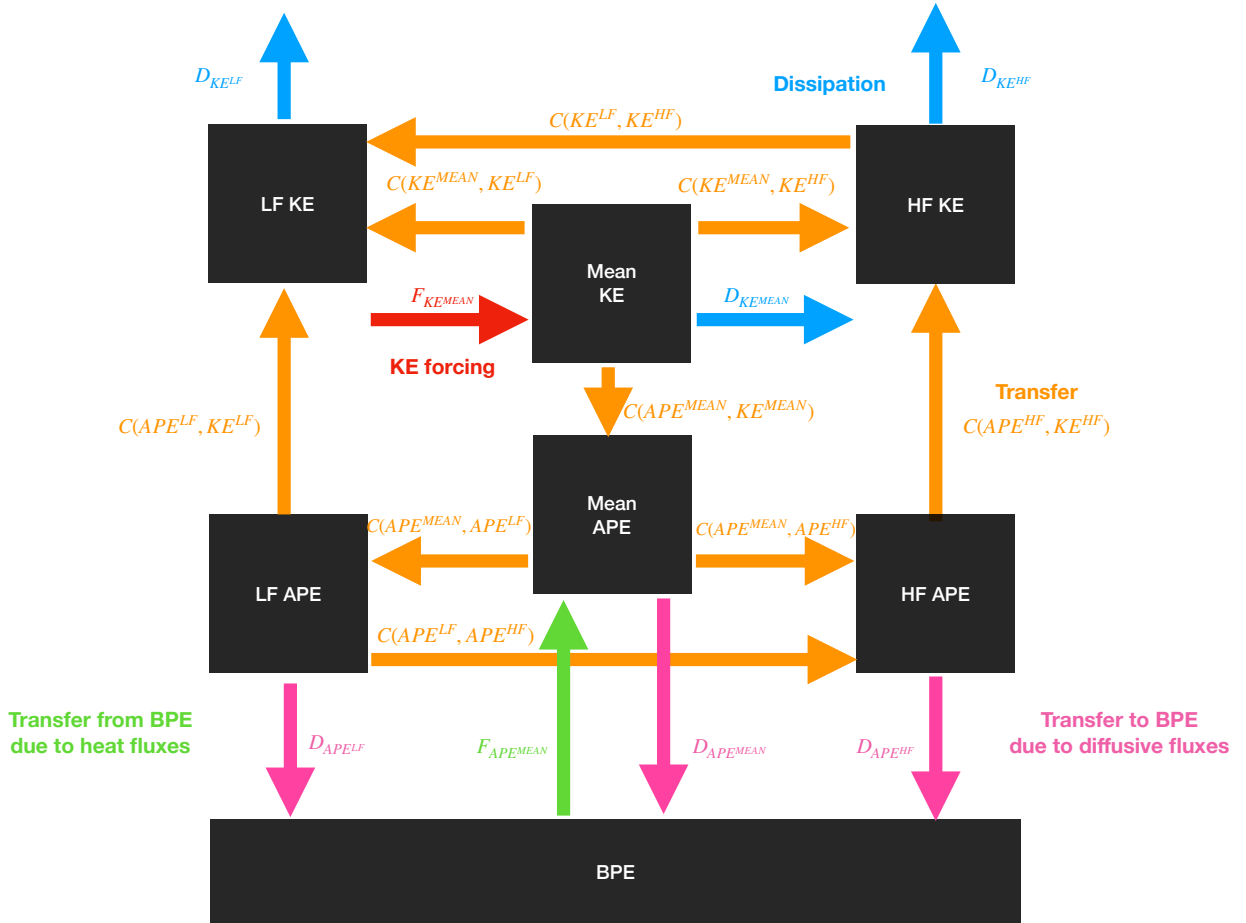 D_{KE^{LF}}
Dissipation
D_{KE^{HF}}
C(KE^{LF}, KE^{HF})
C(KE^{MEAN}, KE^{LF})
C(KE^{MEAN}, KE^{HF})
LF KE
HF KE
Mean
KE
F_{KE^{MEAN}}
D_{KE^{MEAN}}
KE forcing
Transfer
C(APE^{MEAN}, KE^{MEAN})
C(APE^{LF}, KE^{LF})
C(APE^{HF}, KE^{HF})
Mean
APE
C(APE^{MEAN}, APE^{LF})
C(APE^{MEAN}, APE^{HF})
LF APE
HF APE
C(APE^{LF}, APE^{HF})
Transfer from BPE
due to heat fluxes
D_{APE^{LF}}
F_{APE^{MEAN}}
D_{APE^{MEAN}}
D_{APE^{HF}}
Transfer to BPE
due to diffusive fluxes
BPE